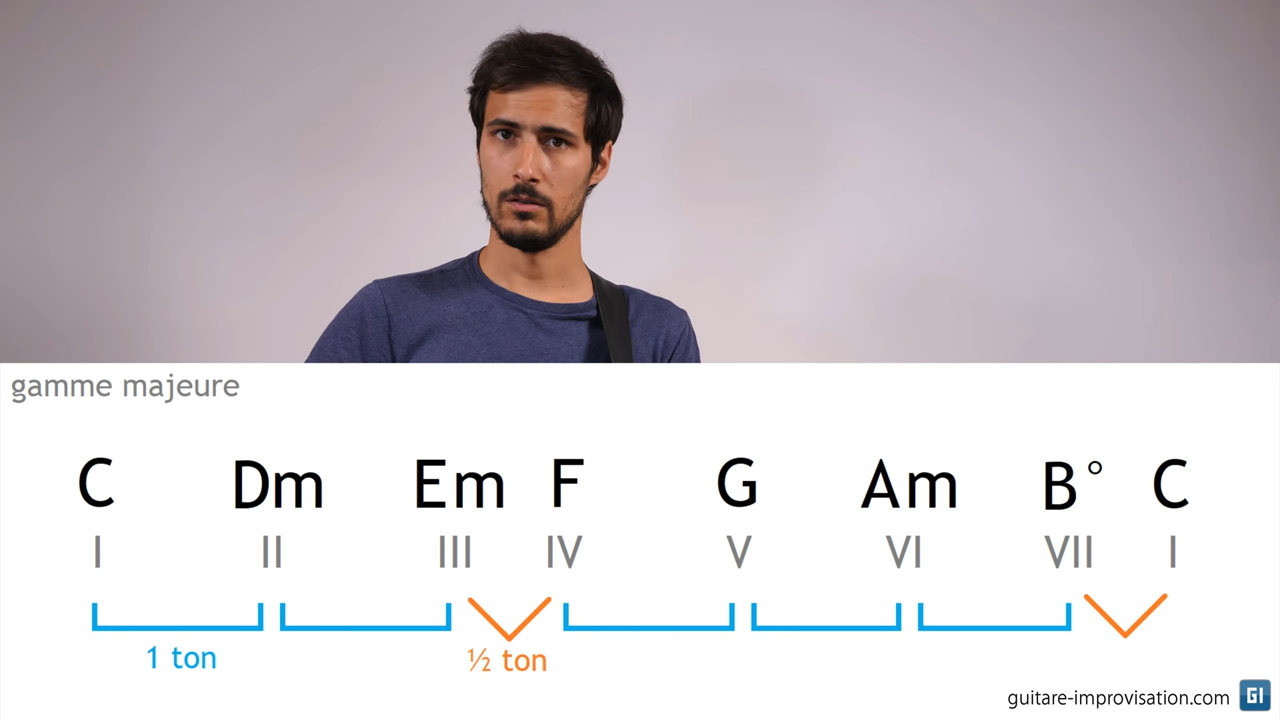 gamme majeure
C Dm Em F G Am B° C
I II III IV V VI VII I
1 ton ½ ton
guitare-improvisation.com GI